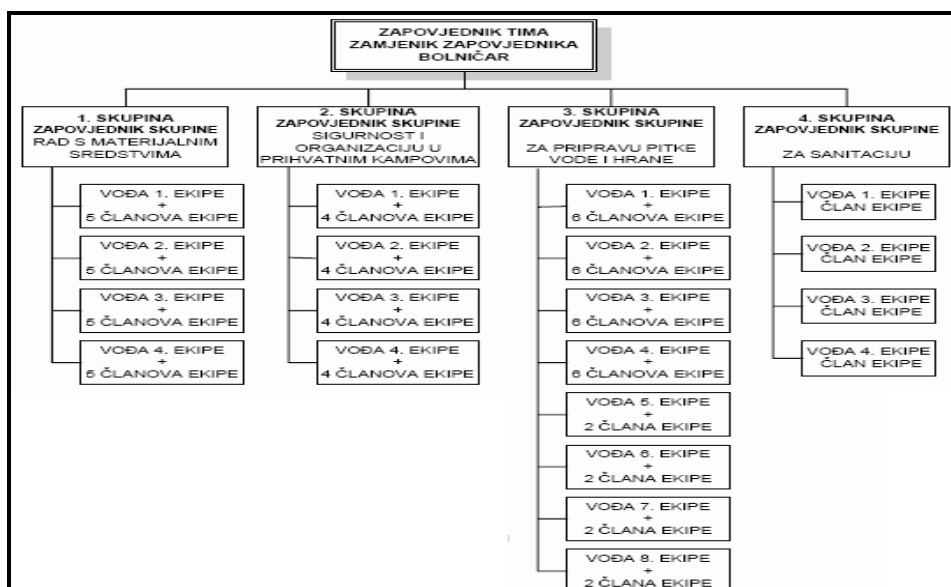 ZAPOVJEDNIK TIMA
ZAMJENIK ZAPOVJEDNIKA
BOLNIČAR
1. SKUPINA
ZAPOVJEDNIK SKUPINE
RAD S MATERIJALNIM
SREDSTVIMA
VOĐA 1. EKIPE
+
5 ČLANOVA EKIPE
VOĐA 2. EKIPE
+
5 ČLANOVA EKIPE
VOĐA 3. EKIPE
+
5 ČLANOVA EKIPE
VOĐA 4. EKIPE
+
5 ČLANOVA EKIPE
2. SKUPINA
ZAPOVJEDNIK SKUPINE
SIGURNOST I
ORGANIZACIJU U
PRIHVATNIM KAMPOVIMA
VOĐA 1. EKIPE
+
4 ČLANOVA EKIPE
VOĐA 2. EKIPE
+
4 ČLANOVA EKIPE
VOĐA 3. EKIPE
+
4 ČLANOVA EKIPE
VOĐA 4. EKIPE
+
4 ČLANOVA EKIPE
3. SKUPINA
ZAPOVJEDNIK SKUPINE
ZA PRIPRAVU PITKE
VODE I HRANE
VOĐA 1. EKIPE
+
6 ČLANOVA EKIPE
VOĐA 2. EKIPE
+
6 ČLANOVA EKIPE
VOĐA 3. EKIPE
+
6 ČLANOVA EKIPE
VOĐA 4. EKIPE
+
6 ČLANOVA EKIPE
VOĐA 5. EKIPE
+
2 ČLANA EKIPE
VOĐA 6. EKIPE
+
2 ČLANA EKIPE
VOĐA 7. EKIPE
+
2 ČLANA EKIPE
VOĐA 8. EKIPE
+
2 ČLANA EKIPE
4. SKUPINA
ZAPOVJEDNIK SKUPINE
ZA SANITACIJU
VOĐA 1. EKIPE
ČLAN EKIPE
VOĐA 2. EKIPE
ČLAN EKIPE
VOĐA 3. EKIPE
ČLAN EKIPE
VOĐA 4. EKIPE
ČLAN EKIPE